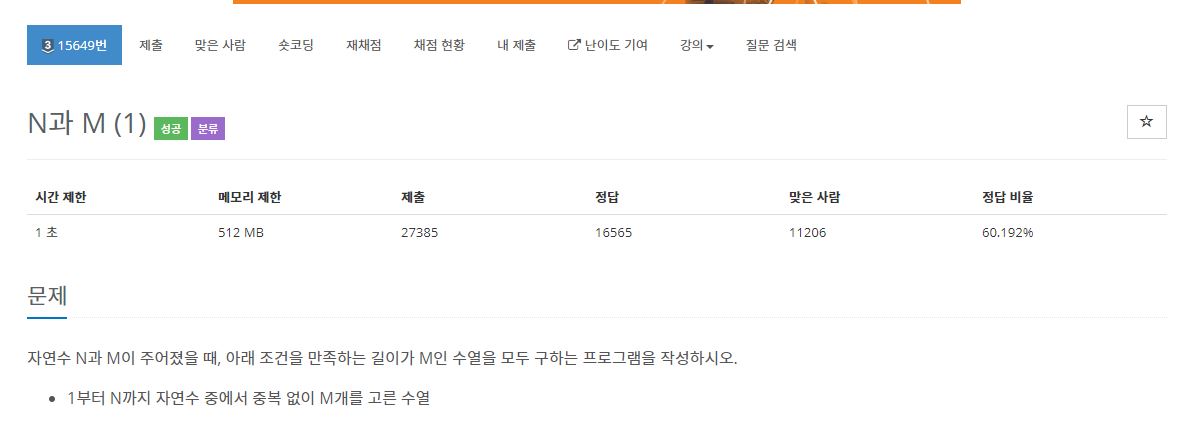 3 15649번 제출 맞은 사람 숏코딩 재채점 채점 현황 내 제출 난이도 기여 강의 질문 검색
N과 M (1) 성공 분류
시간 제한 메모리 제한 제출 정답 맞은 사람 정답 비율
1 초 512 MB 27385 16565 11206 60.192%
문제
자연수 N과 M이 주어졌을 때, 아래 조건을 만족하는 길이가 M인 수열을 모두 구하는 프로그램을 작성하시오.
1부터 N까지 자연수 중에서 중복 없이 M개를 고른 수열